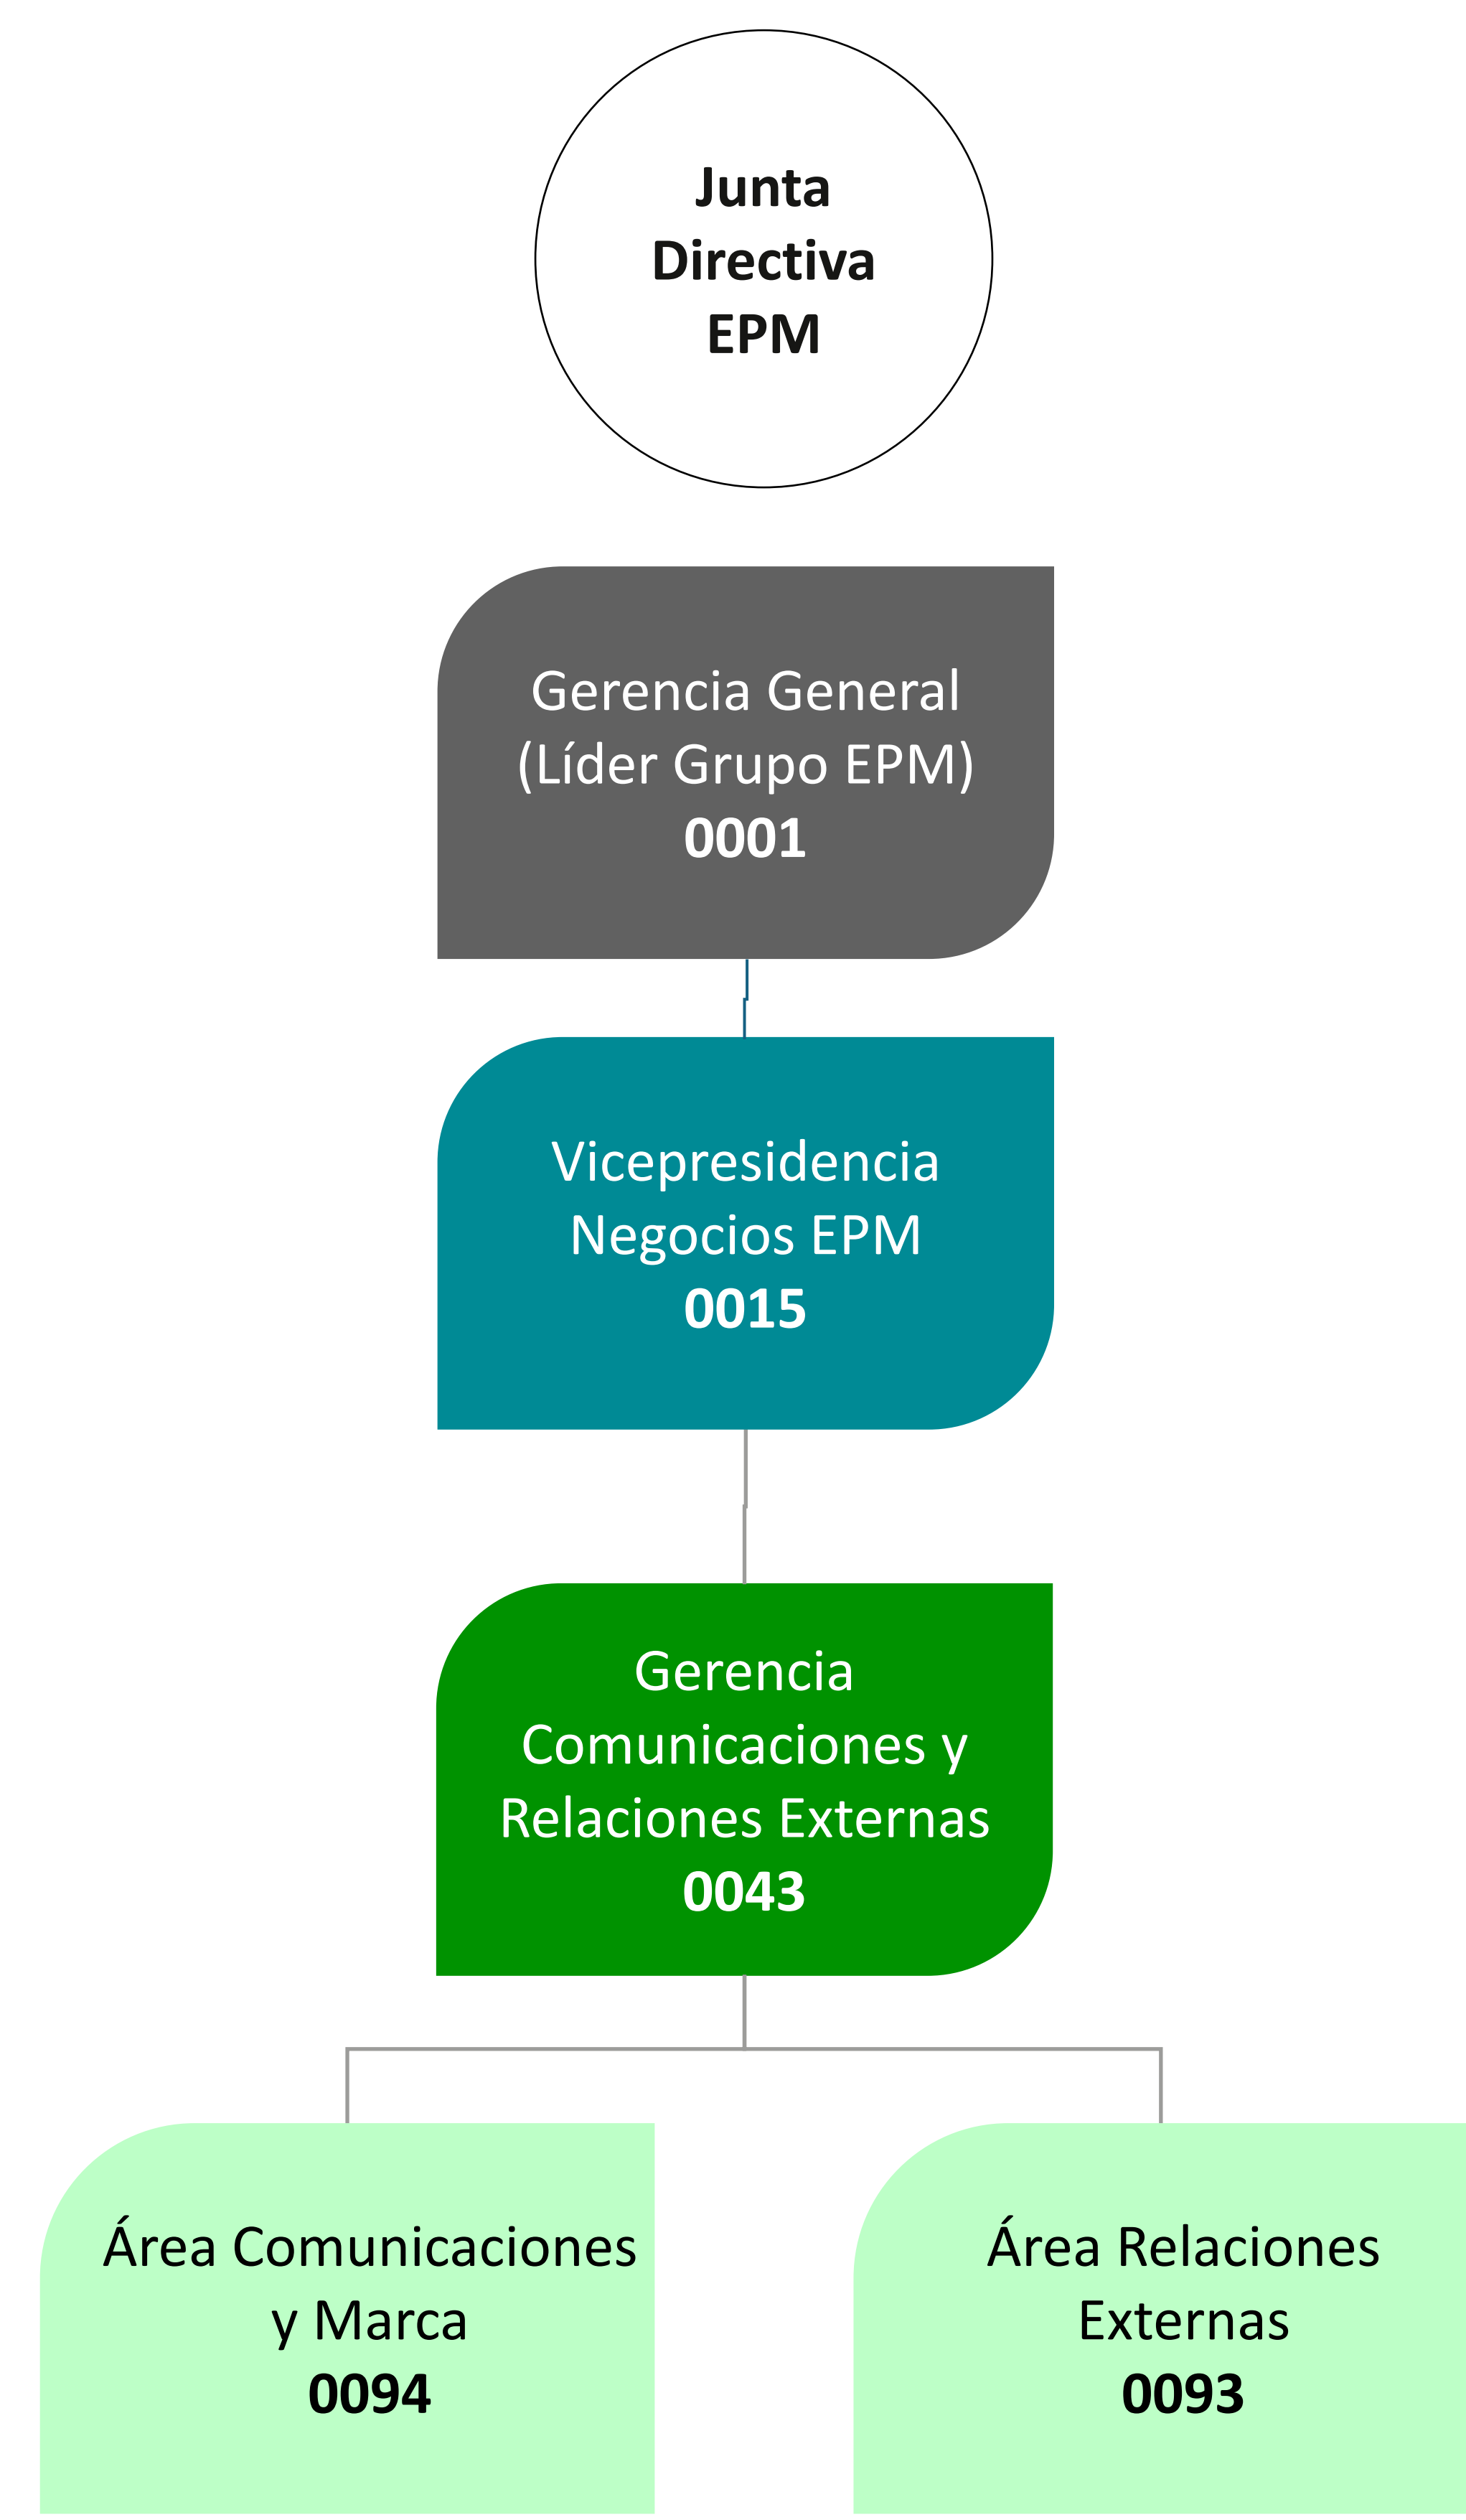 Junta
Directiva
EPM
Gerencia General
(Líder Grupo EPM)
0001
Vicepresidencia
Negocios EPM
0015
Gerencia
Comunicaciones y
Relaciones Externas
0043
Área Comunicaciones
y Marca
0094
Área Relaciones
Externas
0093